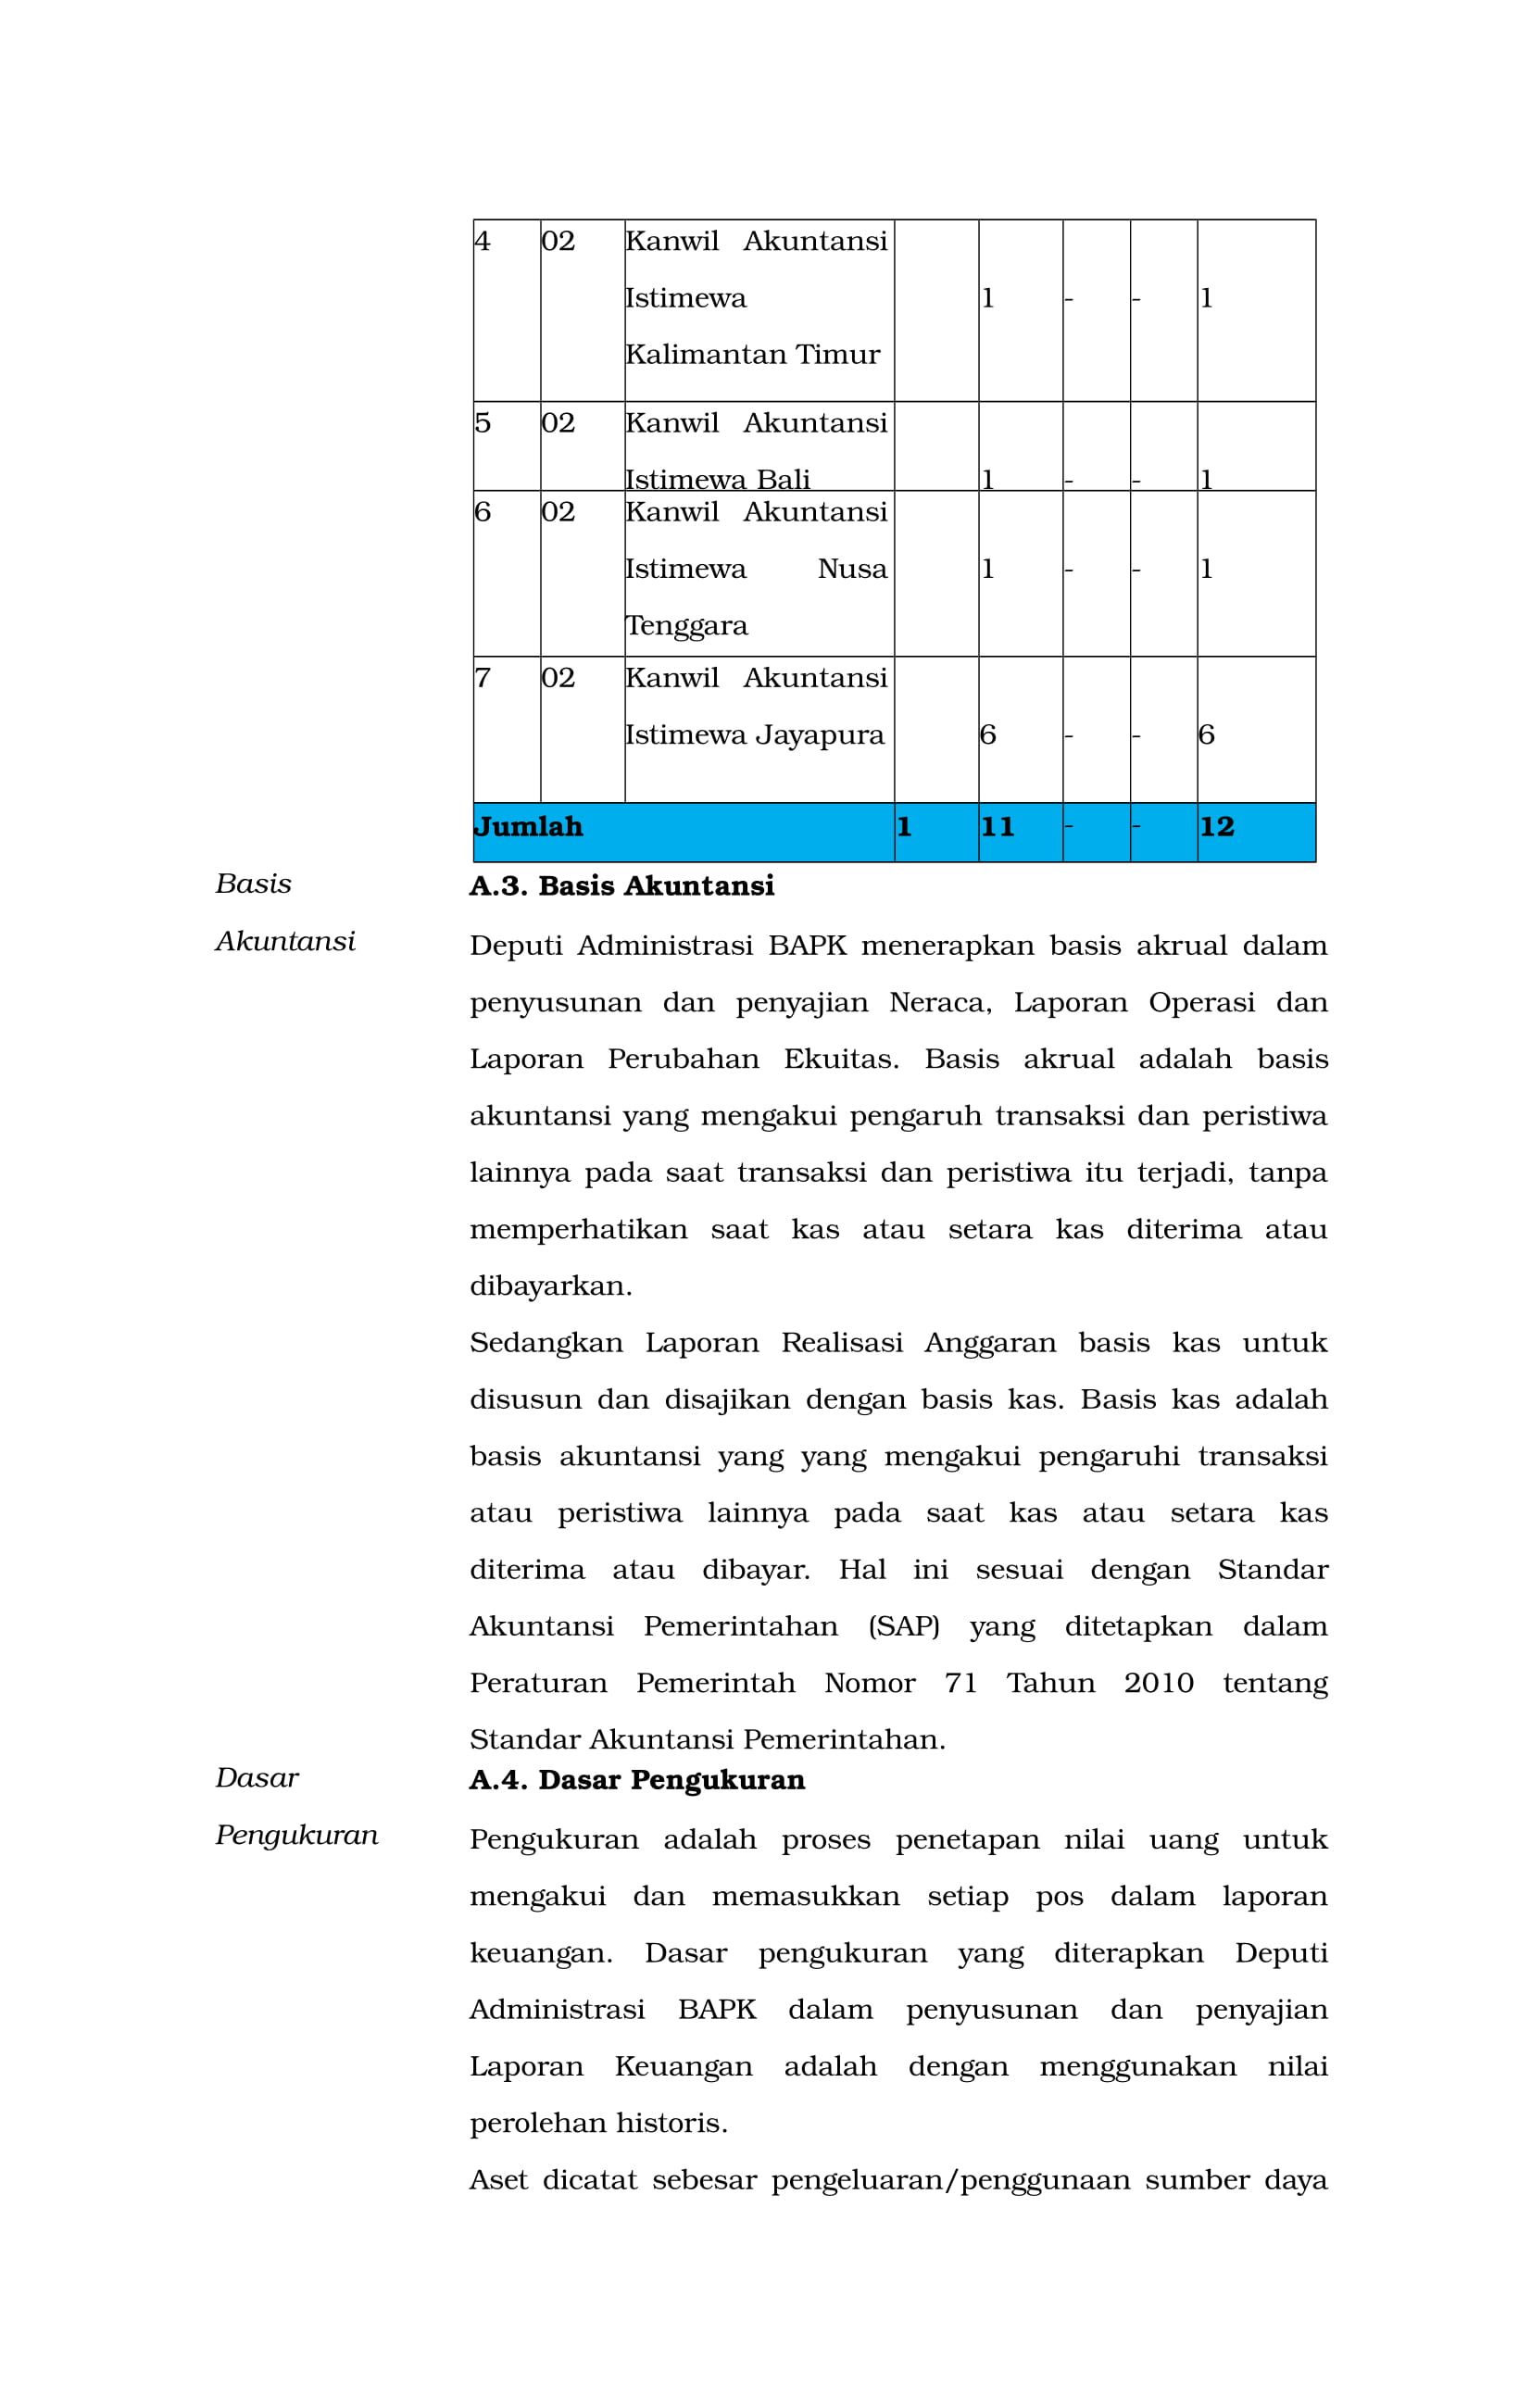 4 02 Kanwil Akuntansi
Istimewa 1 - - 1
Kalimantan Timur
5 02 Kanwil Akuntansi
Istimewa Bali 1 - - 1
6 02 Kanwil Akuntansi
Istimewa Nusa 1 - - 1
Tenggara
7 02 Kanwil Akuntansi
Istimewa Jayapura 6 - - 6
Jumlah 1 11 - - 12
Basis
Akuntansi
A.3. Basis Akuntansi
Deputi Administrasi BAPK menerapkan basis akrual dalam
penyusunan dan penyajian Neraca, Laporan Operasi dan
Laporan Perubahan Ekuitas. Basis akrual adalah basis
akuntansi yang mengakui pengaruh transaksi dan peristiwa
lainnya pada saat transaksi dan peristiwa itu terjadi, tanpa
memperhatikan saat kas atau setara kas diterima atau
dibayarkan.
Sedangkan Laporan Realisasi Anggaran basis kas untuk
disusun dan disajikan dengan basis kas. Basis kas adalah
basis akuntansi yang yang mengakui pengaruhi transaksi
atau peristiwa lainnya pada saat kas atau setara kas
diterima atau dibayar. Hal ini sesuai dengan Standar
Akuntansi Pemerintahan (SAP) yang ditetapkan dalam
Peraturan Pemerintah Nomor 71 Tahun 2010 tentang
Standar Akuntansi Pemerintahan.
Dasar
Pengukuran
A.4. Dasar Pengukuran
Pengukuran adalah proses penetapan nilai uang untuk
mengakui dan memasukkan setiap pos dalam laporan
keuangan. Dasar pengukuran yang diterapkan Deputi
Administrasi BAPK dalam penyusunan dan penyajian
Laporan Keuangan adalah dengan menggunakan nilai
perolehan historis.
Aset dicatat sebesar pengeluaran/penggunaan sumber daya